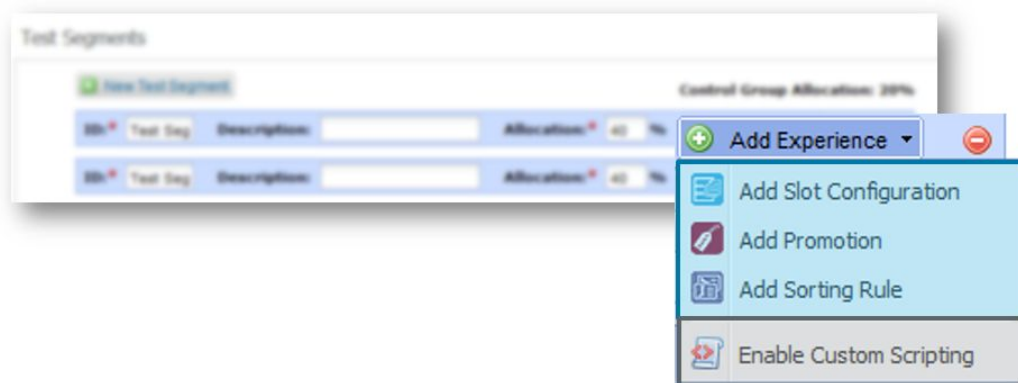 Test Segments
New Test Segment
Control Group Allocation: 20%
ID:* Test Seg Description: Allocation:* 40 %
Add Experience
ID:* Test Seg Description: Allocation:* 40 %
Add Slot Configuration
Add Promotion
Add Sorting Rule
Enable Custom Scripting